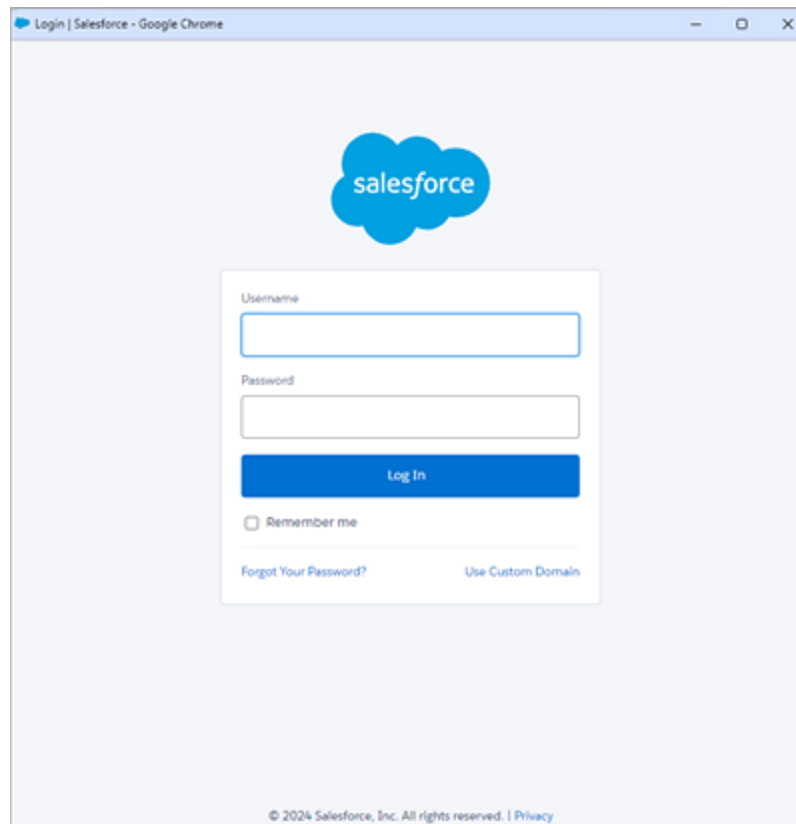 Login | Salesforce - Google Chrome
salesforce
Username
Password
Log In
Remember me
Forgot Your Password? Use Custom Domain
© 2024 Salesforce, Inc. All rights reserved. | Privacy